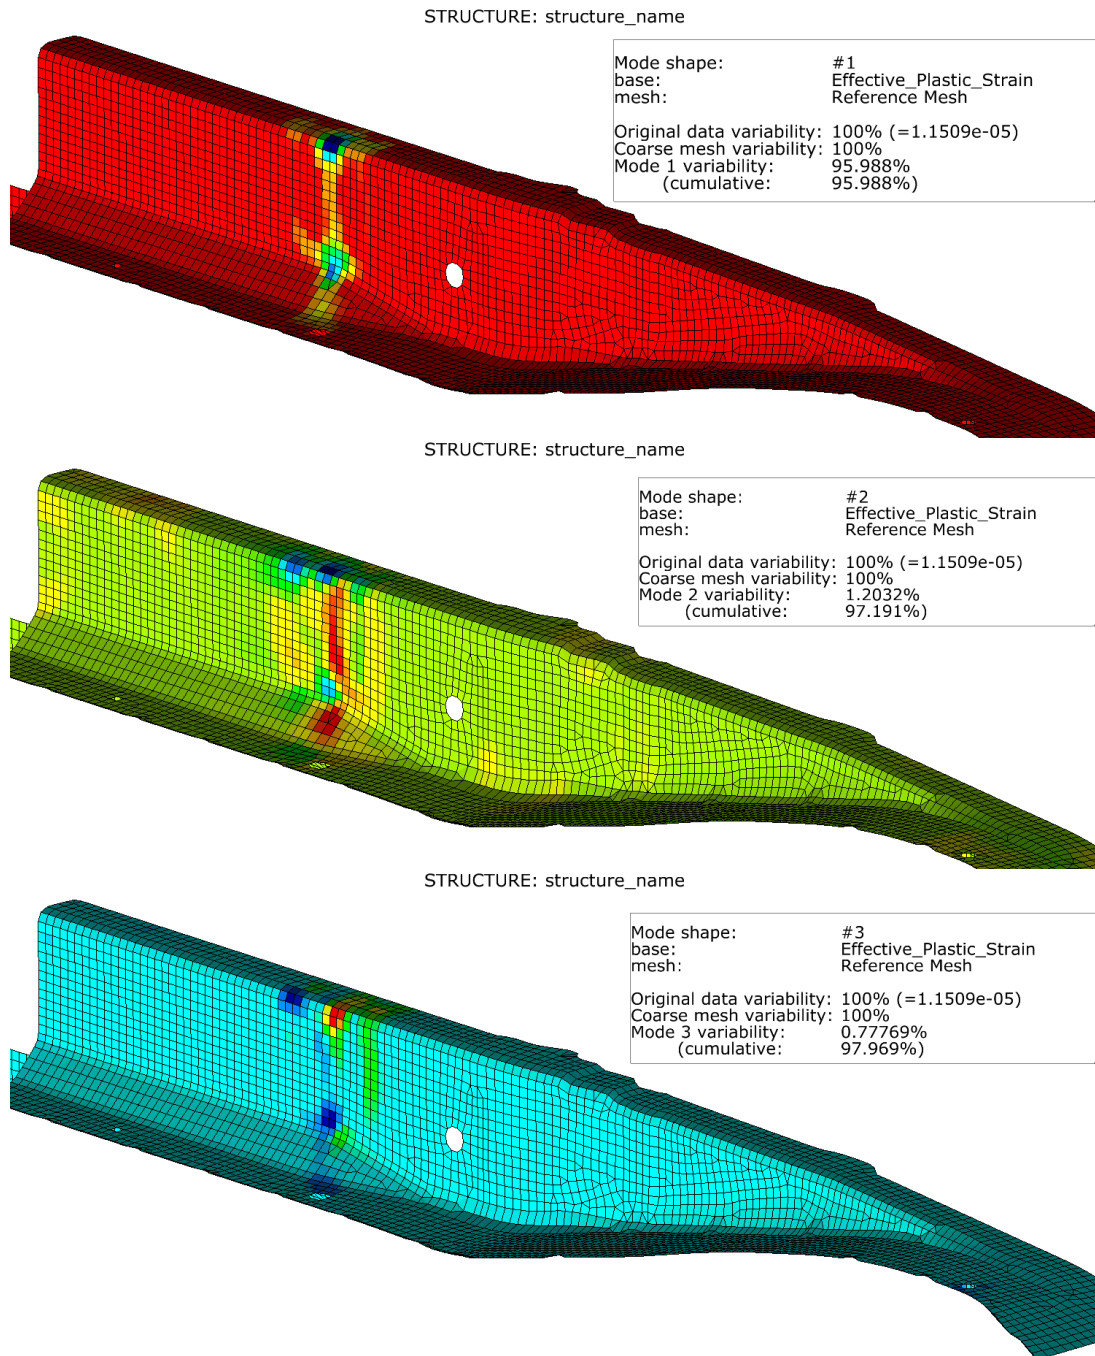 STRUCTURE: structure_name
Mode shape: #1
base: Effective_Plastic_Strain
mesh: Reference Mesh
Original data variability: 100% (=1.1509e-05)
Coarse mesh variability: 100%
Mode 1 variability: 95.988%
(cumulative: 95.988%)
STRUCTURE: structure_name
Mode shape: #2
base: Effective_Plastic_Strain
mesh: Reference Mesh
Original data variability: 100% (=1.1509e-05)
Coarse mesh variability: 100%
Mode 2 variability: 1.2032%
(cumulative: 97.191%)
STRUCTURE: structure_name
Mode shape: #3
base: Effective_Plastic_Strain
mesh: Reference Mesh
Original data variability: 100% (=1.1509e-05)
Coarse mesh variability: 100%
Mode 3 variability: 0.77769%
(cumulative: 97.969%)